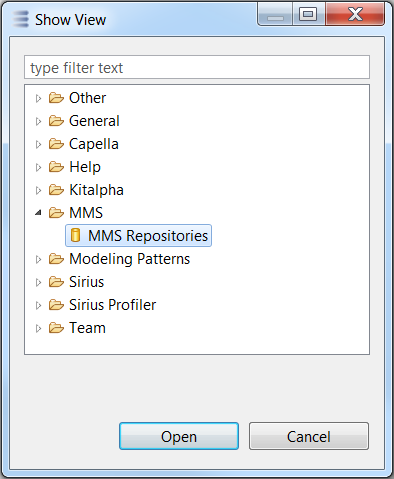 Show View
type filter text
Other
General
Capella
Help
Kitalpha
MMS
MMS Repositories
Modeling Patterns
Sirius
Sirius Profiler
Team
Open Cancel